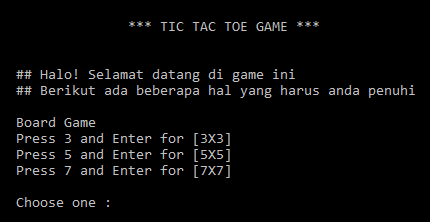 *** TIC TAC TOE GAME ***
## Halo! Selamat datang di game ini
## Berikut ada beberapa hal yang harus anda penuhi
Board Game
Press 3 and Enter for [3X3]
Press 5 and Enter for [5X5]
Press 7 and Enter for [7X7]
Choose one :